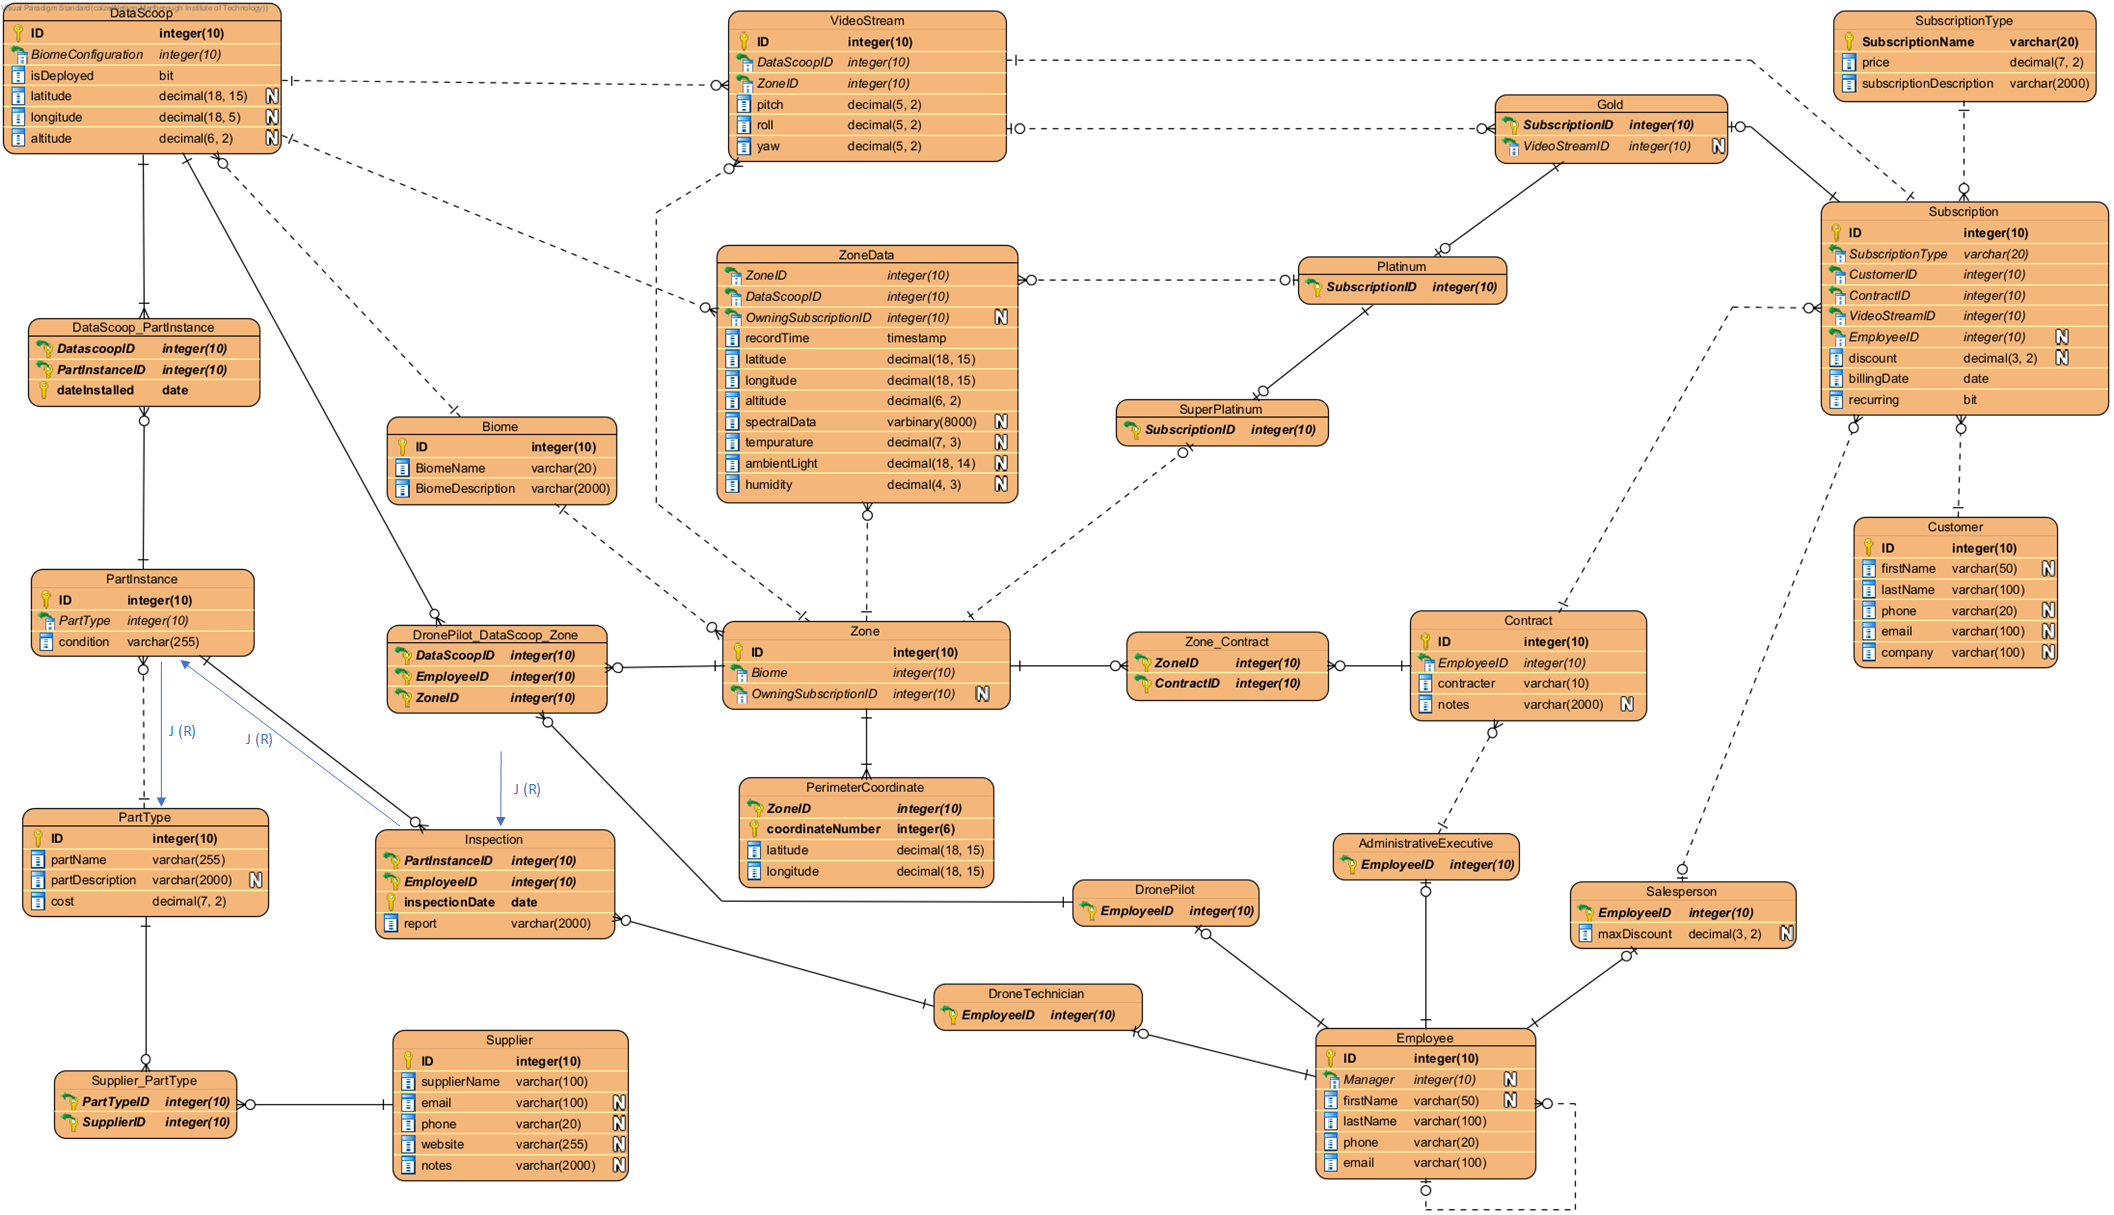 Visual Paradigm Standard(calzar(Nelson Marlborough Institute of Technology))
DataScoop
ID integer(10)
BiomeConfiguration integer(10)
isDeployed bit
latitude decimal(18, 15) N
longitude decimal(18, 5) N
altitude decimal(6, 2) N
VideoStream
ID integer(10)
DataScoopID integer(10)
ZoneID integer(10)
pitch decimal(5, 2)
roll decimal(5, 2)
yaw decimal(5, 2)
SubscriptionType
SubscriptionName varchar(20)
price decimal(7, 2)
subscriptionDescription varchar(2000)
Gold
SubscriptionID integer(10)
VideoStreamID integer(10) N
Subscription
ID integer(10)
SubscriptionType varchar(20)
CustomerID integer(10)
ContractID integer(10)
VideoStreamID integer(10)
EmployeeID integer(10) N
discount decimal(3, 2) N
billingDate date
recurring bit
ZoneData
ZoneID integer(10)
DataScoopID integer(10)
OwningSubscriptionID integer(10) N
recordTime timestamp
latitude decimal(18, 15)
longitude decimal(18, 15)
altitude decimal(6, 2)
spectralData varbinary(8000) N
tempurature decimal(7, 3) N
ambientLight decimal(18, 14) N
humidity decimal(4, 3) N
Platinum
SubscriptionID integer(10)
DataScoop_PartInstance
DatascoopID integer(10)
PartInstanceID integer(10)
dateInstalled date
SuperPlatinum
SubscriptionID integer(10)
Biome
ID integer(10)
BiomeName varchar(20)
BiomeDescription varchar(2000)
Customer
ID integer(10)
firstName varchar(50) N
lastName varchar(100)
phone varchar(20) N
email varchar(100) N
company varchar(100) N
PartInstance
ID integer(10)
PartType integer(10)
condition varchar(255)
DronePilot_DataScoop_Zone
DataScoopID integer(10)
EmployeeID integer(10)
ZoneID integer(10)
Zone
ID integer(10)
Biome integer(10)
OwningSubscriptionID integer(10) N
Zone_Contract
ZoneID integer(10)
ContractID integer(10)
Contract
ID integer(10)
EmployeeID integer(10)
contracter varchar(10)
notes varchar(2000) N
J (R)
J (R)
J (R)
PerimeterCoordinate
ZoneID integer(10)
coordinateNumber integer(6)
latitude decimal(18, 15)
longitude decimal(18, 15)
PartType
ID integer(10)
partName varchar(255)
partDescription varchar(2000) N
cost decimal(7, 2)
Inspection
PartInstanceID integer(10)
EmployeeID integer(10)
inspectionDate date
report varchar(2000)
AdministrativeExecutive
EmployeeID integer(10)
DronePilot
EmployeeID integer(10)
Salesperson
EmployeeID integer(10)
maxDiscount decimal(3, 2) N
DroneTechnician
EmployeeID integer(10)
Employee
ID integer(10)
Manager integer(10) N
firstName varchar(50) N
lastName varchar(100)
phone varchar(20)
email varchar(100)
Supplier
ID integer(10)
supplierName varchar(100)
email varchar(100) N
phone varchar(20) N
website varchar(255) N
notes varchar(2000) N
Supplier_PartType
PartTypeID integer(10)
SupplierID integer(10)